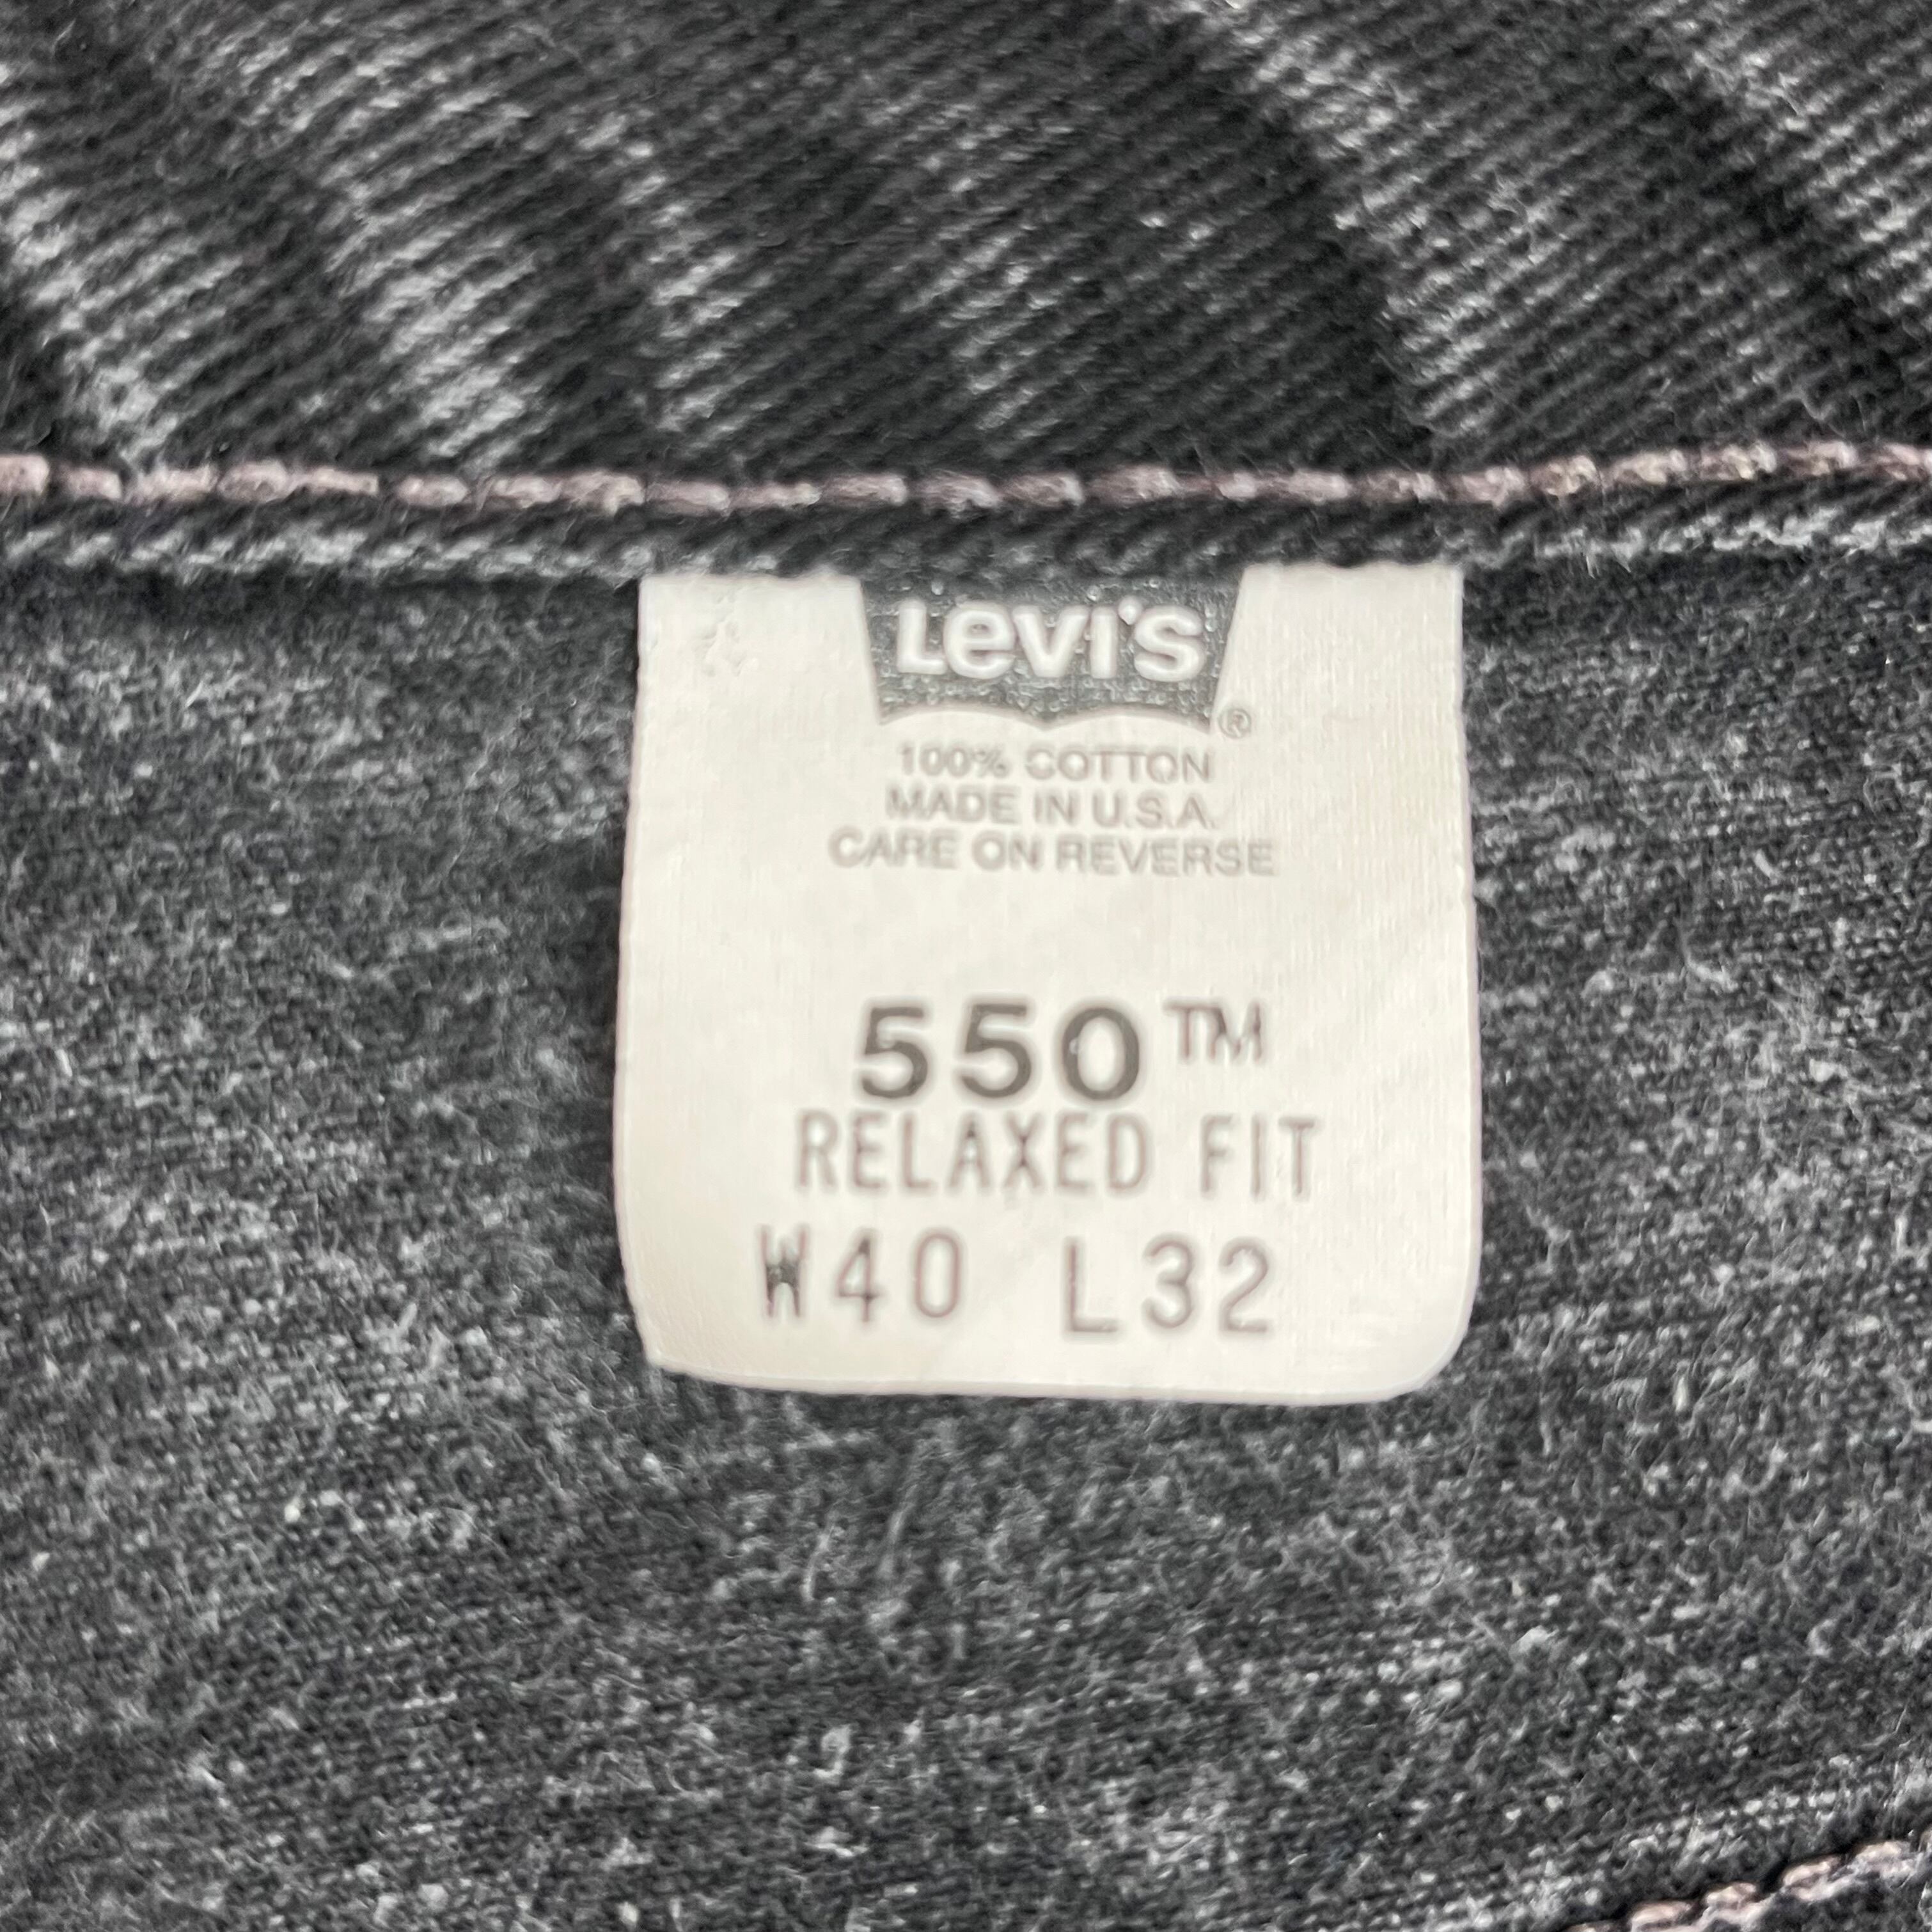 Levi's®
100% COTTON
MADE IN U.S.A.
CARE ON REVERSE
550™
RELAXED FIT
W40 L32